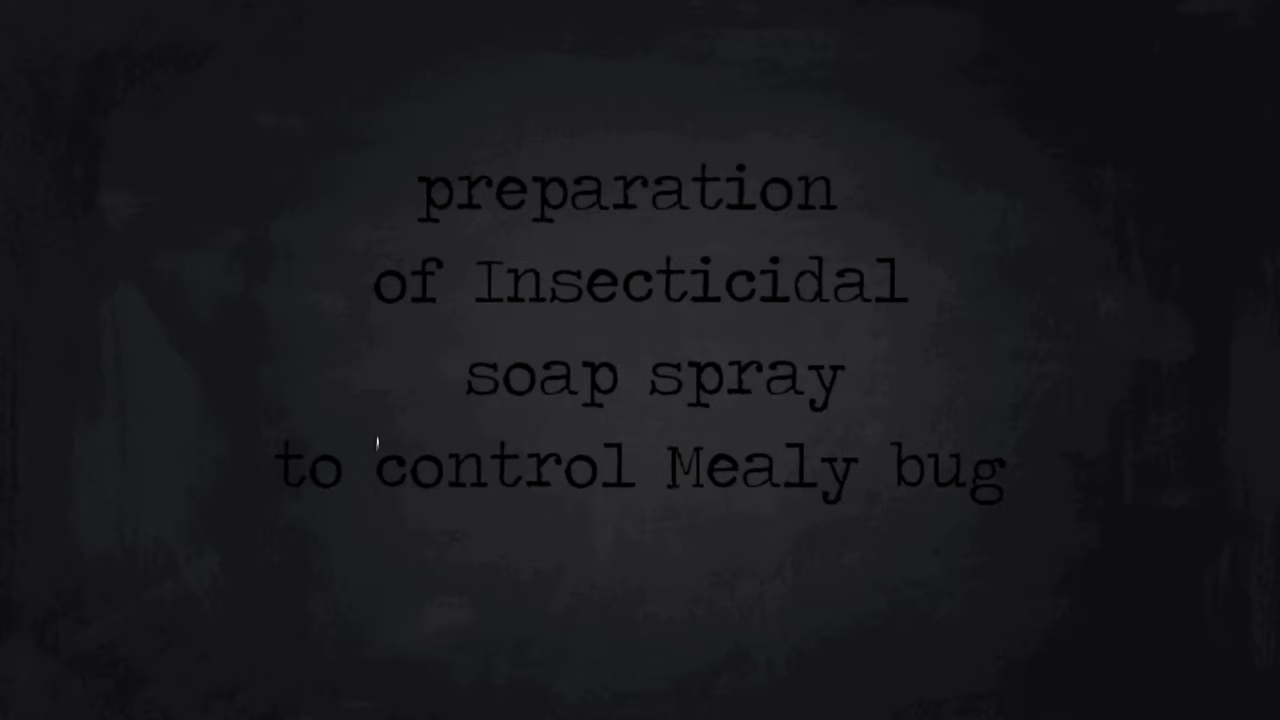 preparation
of Insecticidal
soap spray
to control Mealy bug